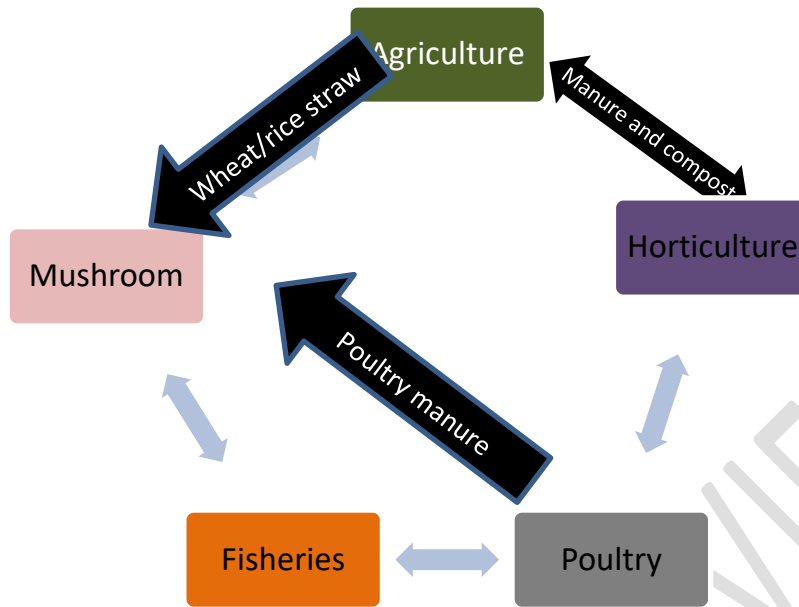 Agriculture
Wheat/rice straw
Manure and compost
Horticulture
Mushroom
Poultry manure
Fisheries
Poultry